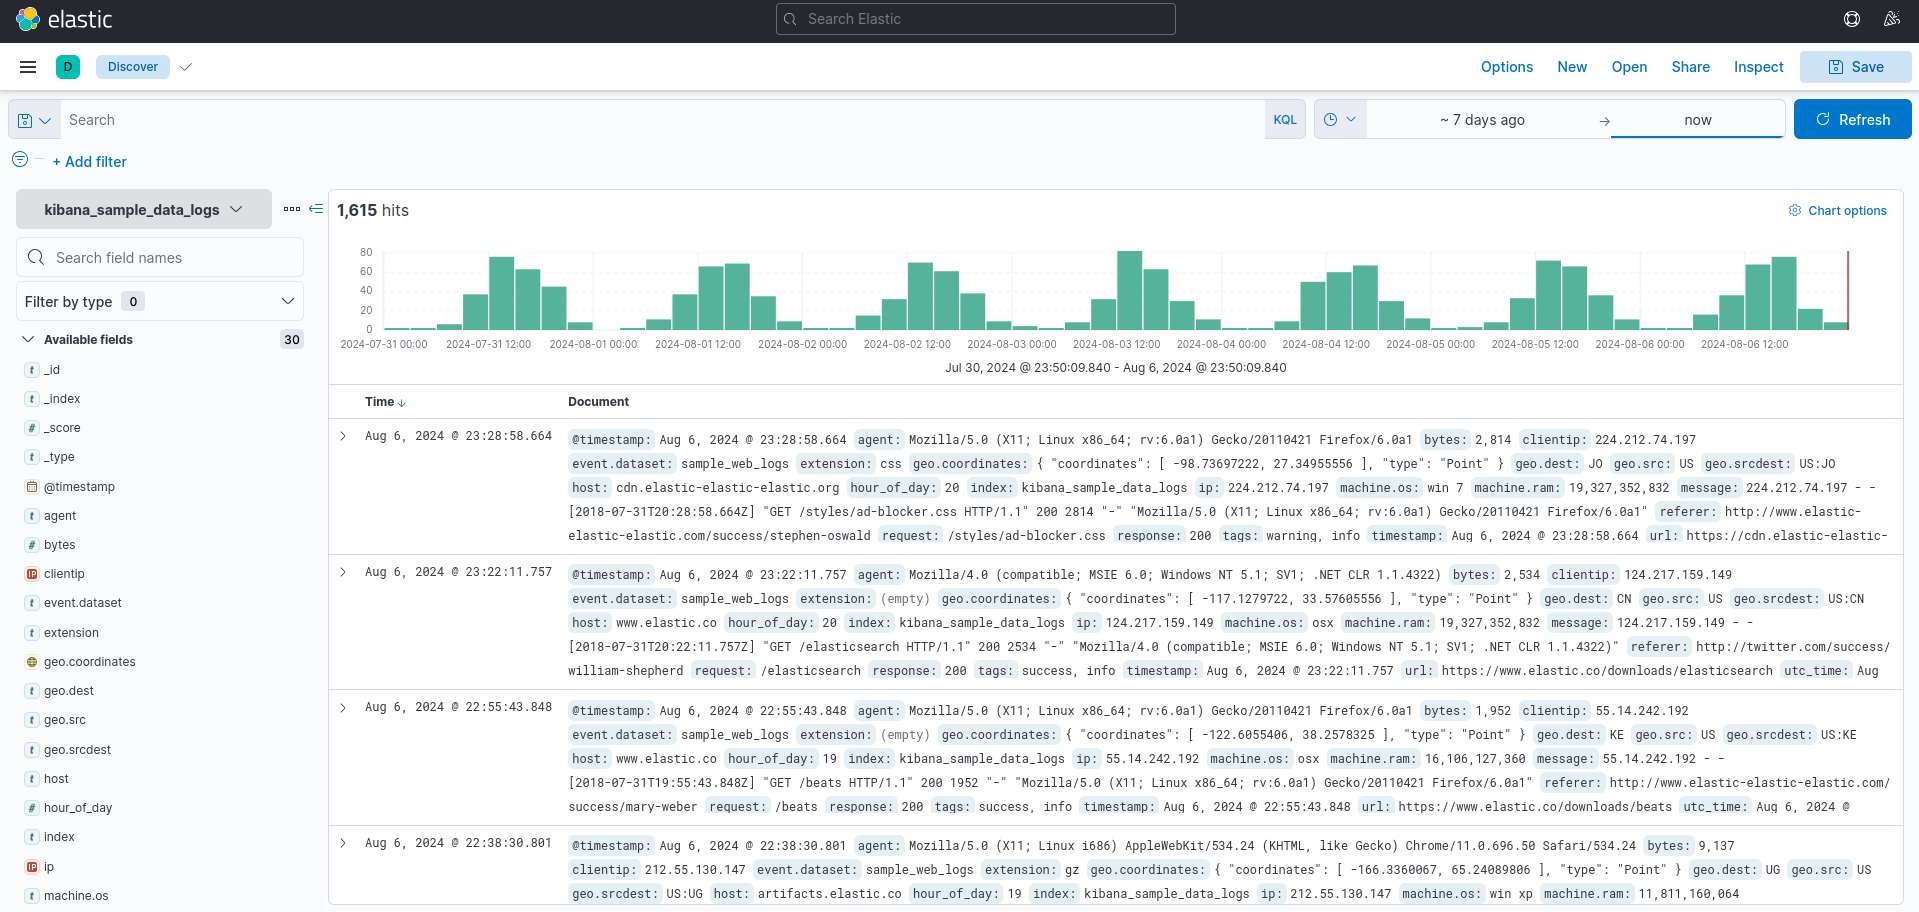 elastic
Search Elastic
D
Discover
Options
New
Open
Share
Inspect
Save
Search
KQL
~ 7 days ago
→
now
Refresh
+ Add filter
kibana_sample_data_logs
Search field names
Filter by type 0
Available fields 30
t _id
t _index
# _score
t _type
@timestamp
t agent
# bytes
IP clientip
t event.dataset
t extension
geo.coordinates
t geo.dest
t geo.src
t geo.srcdest
t host
# hour_of_day
t index
IP ip
t machine.os
1,615 hits
Chart options
80
60
40
20
0
2024-07-31 00:00 2024-07-31 12:00 2024-08-01 00:00 2024-08-01 12:00 2024-08-02 00:00 2024-08-02 12:00 2024-08-03 00:00 2024-08-03 12:00 2024-08-04 00:00 2024-08-04 12:00 2024-08-05 00:00 2024-08-05 12:00 2024-08-06 00:00 2024-08-06 12:00
Jul 30, 2024 @ 23:50:09.840 - Aug 6, 2024 @ 23:50:09.840
Time ↓ Document
Aug 6, 2024 @ 23:28:58.664
@timestamp: Aug 6, 2024 @ 23:28:58.664 agent: Mozilla/5.0 (X11; Linux x86_64; rv:6.0a1) Gecko/20110421 Firefox/6.0a1 bytes: 2,814 clientip: 224.212.74.197
event.dataset: sample_web_logs extension: css geo.coordinates: { "coordinates": [ -98.73697222, 27.34955556 ], "type": "Point" } geo.dest: JO geo.src: US geo.srcdest: US:JO
host: cdn.elastic-elastic-elastic.org hour_of_day: 20 index: kibana_sample_data_logs ip: 224.212.74.197 machine.os: win 7 machine.ram: 19,327,352,832 message: 224.212.74.197 - -
[2018-07-31T20:28:58.664Z] "GET /styles/ad-blocker.css HTTP/1.1" 200 2814 "-" "Mozilla/5.0 (X11; Linux x86_64; rv:6.0a1) Gecko/20110421 Firefox/6.0a1" referer: http://www.elastic-
elastic-elastic.com/success/stephen-oswald request: /styles/ad-blocker.css response: 200 tags: warning, info timestamp: Aug 6, 2024 @ 23:28:58.664 url: https://cdn.elastic-elastic-
Aug 6, 2024 @ 23:22:11.757
@timestamp: Aug 6, 2024 @ 23:22:11.757 agent: Mozilla/4.0 (compatible; MSIE 6.0; Windows NT 5.1; SV1; .NET CLR 1.1.4322) bytes: 2,534 clientip: 124.217.159.149
event.dataset: sample_web_logs extension: (empty) geo.coordinates: { "coordinates": [ -117.1279722, 33.57605556 ], "type": "Point" } geo.dest: CN geo.src: US geo.srcdest: US:CN
host: www.elastic.co hour_of_day: 20 index: kibana_sample_data_logs ip: 124.217.159.149 machine.os: osx machine.ram: 19,327,352,832 message: 124.217.159.149 - -
[2018-07-31T20:22:11.757Z] "GET /elasticsearch HTTP/1.1" 200 2534 "-" "Mozilla/4.0 (compatible; MSIE 6.0; Windows NT 5.1; SV1; .NET CLR 1.1.4322)" referer: http://twitter.com/success/
william-shepherd request: /elasticsearch response: 200 tags: success, info timestamp: Aug 6, 2024 @ 23:22:11.757 url: https://www.elastic.co/downloads/elasticsearch utc_time: Aug
Aug 6, 2024 @ 22:55:43.848
@timestamp: Aug 6, 2024 @ 22:55:43.848 agent: Mozilla/5.0 (X11; Linux x86_64; rv:6.0a1) Gecko/20110421 Firefox/6.0a1 bytes: 1,952 clientip: 55.14.242.192
event.dataset: sample_web_logs extension: (empty) geo.coordinates: { "coordinates": [ -122.6055406, 38.2578325 ], "type": "Point" } geo.dest: KE geo.src: US geo.srcdest: US:KE
host: www.elastic.co hour_of_day: 19 index: kibana_sample_data_logs ip: 55.14.242.192 machine.os: osx machine.ram: 16,106,127,360 message: 55.14.242.192 - -
[2018-07-31T19:55:43.848Z] "GET /beats HTTP/1.1" 200 1952 "-" "Mozilla/5.0 (X11; Linux x86_64; rv:6.0a1) Gecko/20110421 Firefox/6.0a1" referer: http://www.elastic-elastic-elastic.com/
success/mary-weber request: /beats response: 200 tags: success, info timestamp: Aug 6, 2024 @ 22:55:43.848 url: https://www.elastic.co/downloads/beats utc_time: Aug 6, 2024 @
Aug 6, 2024 @ 22:38:30.801
@timestamp: Aug 6, 2024 @ 22:38:30.801 agent: Mozilla/5.0 (X11; Linux i686) AppleWebKit/534.24 (KHTML, like Gecko) Chrome/11.0.696.50 Safari/534.24 bytes: 9,137
clientip: 212.55.130.147 event.dataset: sample_web_logs extension: gz geo.coordinates: { "coordinates": [ -166.3360067, 65.24089806 ], "type": "Point" } geo.dest: UG geo.src: US
geo.srcdest: US:UG host: artifacts.elastic.co hour_of_day: 19 index: kibana_sample_data_logs ip: 212.55.130.147 machine.os: win xp machine.ram: 11,811,160,064